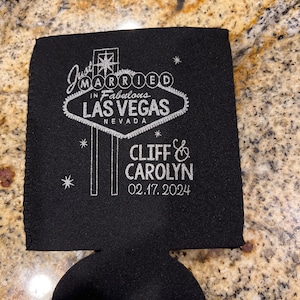 Just
MARRIED
IN Fabulous
LAS VEGAS
NEVADA
CLIFF &
CAROLYN
02.17.2024